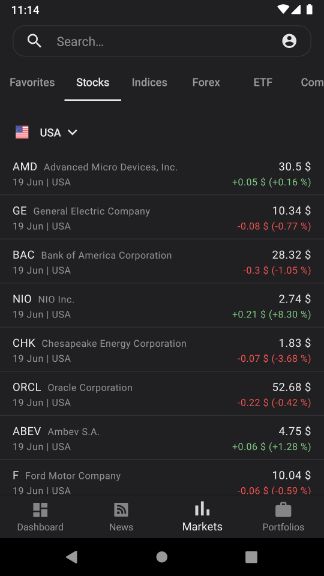 11:14
Search...
Favorites Stocks Indices Forex ETF Com
USA
AMD Advanced Micro Devices, Inc. 30.5 $
19 Jun | USA +0.05 $ (+0.16 %)
GE General Electric Company 10.34 $
19 Jun | USA -0.08 $ (-0.77 %)
BAC Bank of America Corporation 28.32 $
19 Jun | USA -0.3 $ (-1.05 %)
NIO NIO Inc. 2.74 $
19 Jun | USA +0.21 $ (+8.30 %)
CHK Chesapeake Energy Corporation 1.83 $
19 Jun | USA -0.07 $ (-3.68 %)
ORCL Oracle Corporation 52.68 $
19 Jun | USA -0.22 $ (-0.42 %)
ABEV Ambev S.A. 4.75 $
19 Jun | USA +0.06 $ (+1.28 %)
F Ford Motor Company 10.04 $
19 Jun | USA -0.06 $ (-0.59 %)
Dashboard News Markets Portfolios